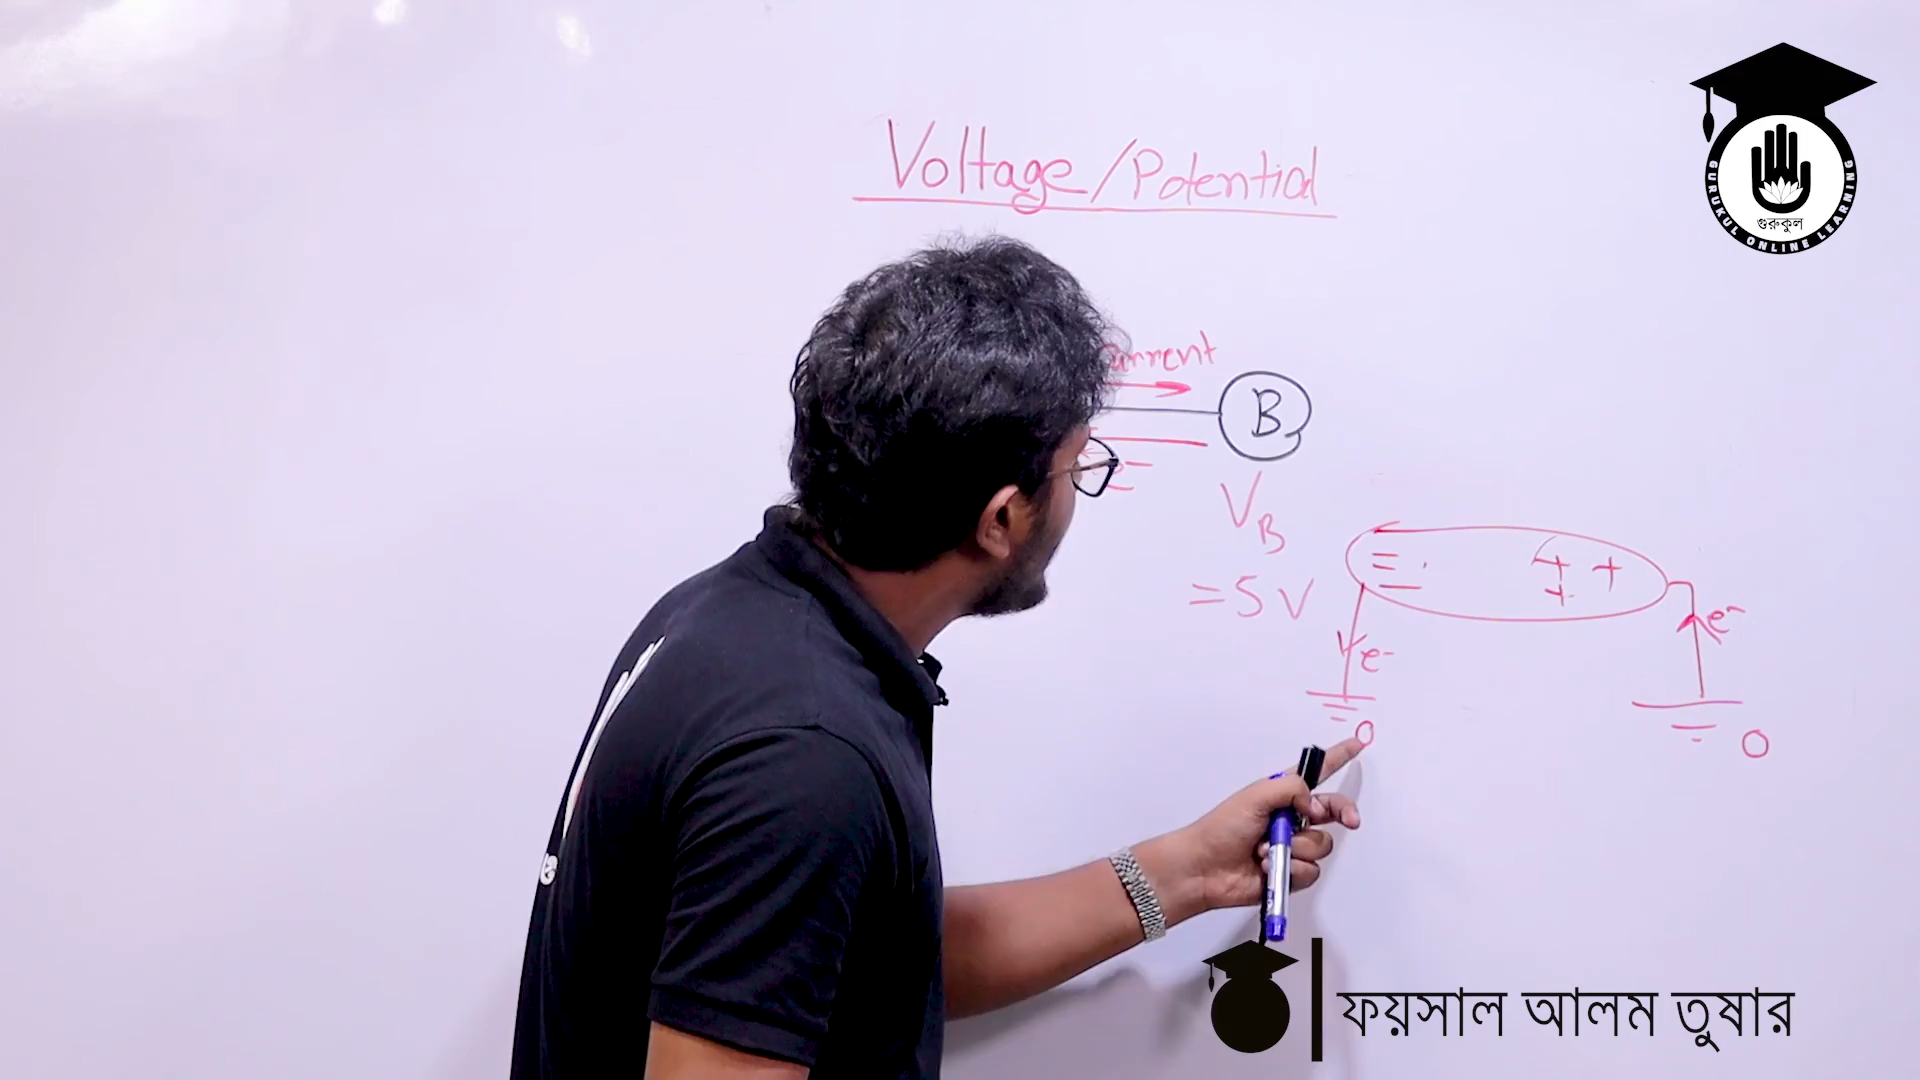 Voltage/Potential
Current
B
e-
V_B
= 5 V
= + + +
e-
e-
0
0
গুরুকুল
GURUKUL ONLINE LEARNING
ফয়সাল আলম তুষার